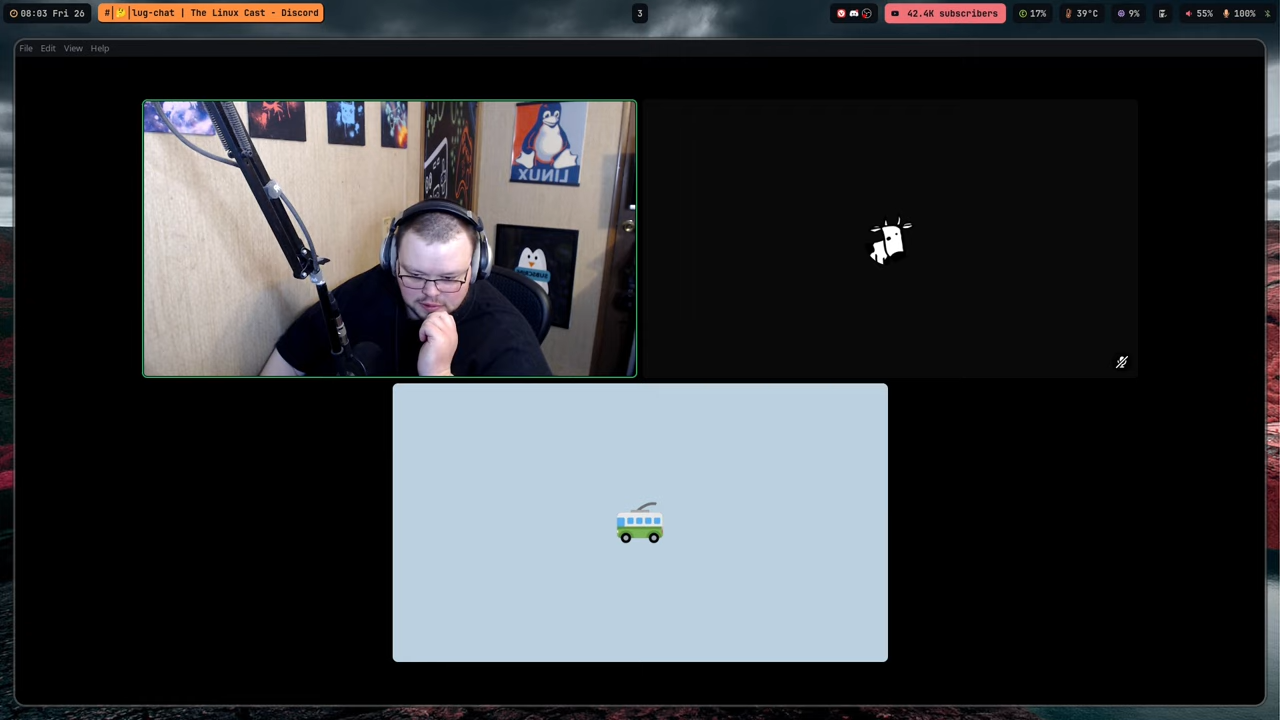 08:03 Fri 26
# | 🤔 | lug-chat | The Linux Cast - Discord
3
42.4K subscribers
17%
39°C
9%
55%
100%
File Edit View Help
LINUX
SUBSCRIBE